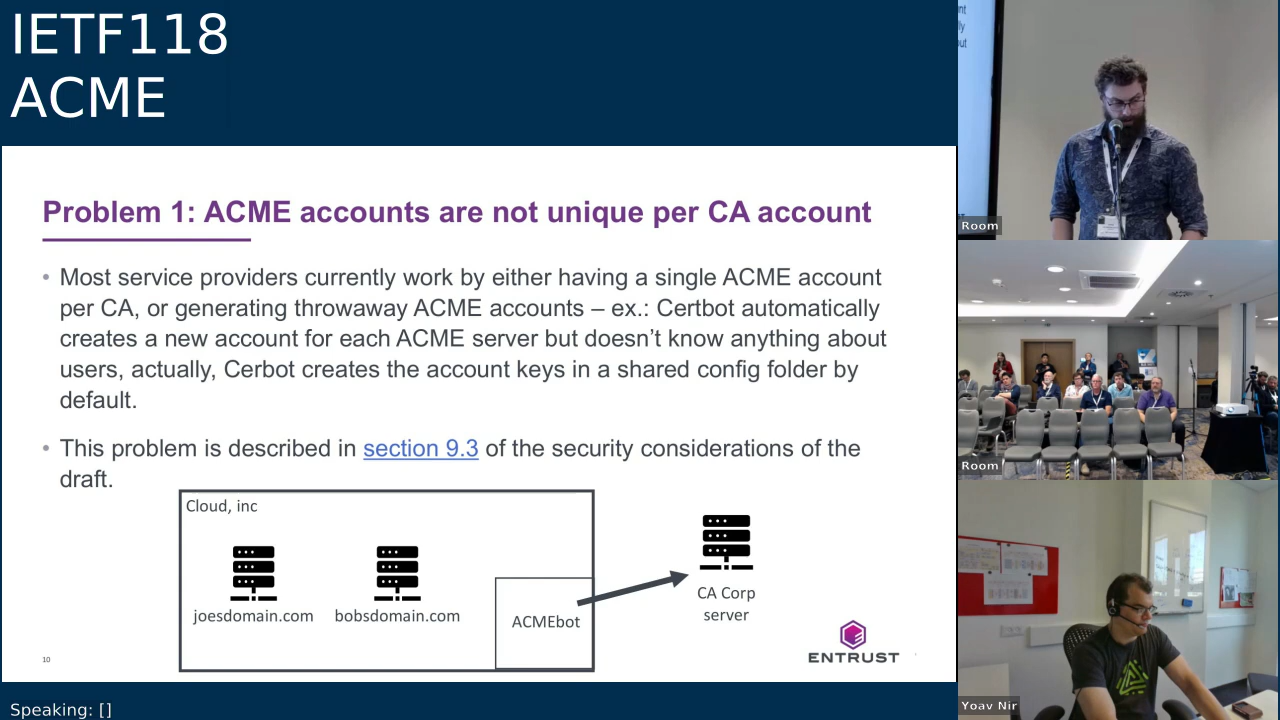 IETF118
ACME
Problem 1: ACME accounts are not unique per CA account
• Most service providers currently work by either having a single ACME account
per CA, or generating throwaway ACME accounts – ex.: Certbot automatically
creates a new account for each ACME server but doesn’t know anything about
users, actually, Cerbot creates the account keys in a shared config folder by
default.
• This problem is described in section 9.3 of the security considerations of the
draft.
Cloud, inc
joesdomain.com
bobsdomain.com
ACMEbot
CA Corp
server
10
ENTRUST
Speaking: []
Room
Room
Yoav Nir